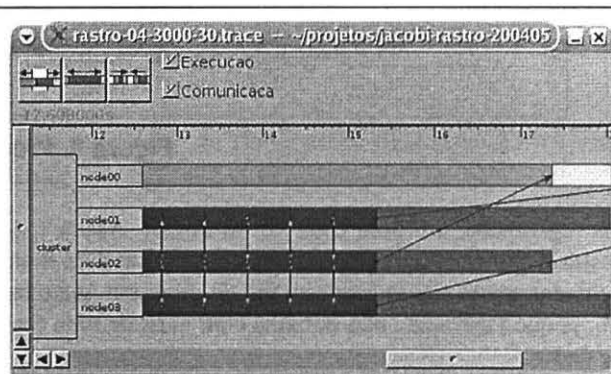 rastro-04-3000-30.trace -- ~/projetos/jacobi-rastro-200405
Execucao
Comunicaca
12 13 14 15 16 17
node00
node01
cluster
node02
node03